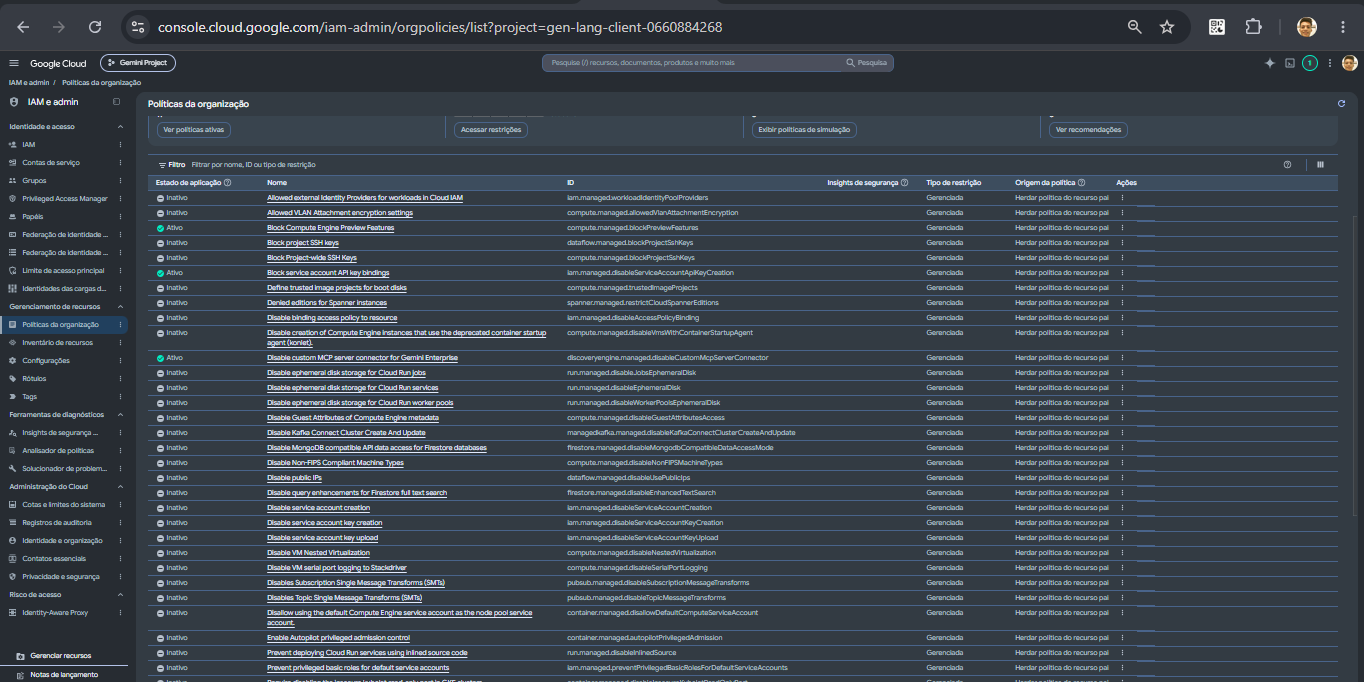 console.cloud.google.com/iam-admin/orgpolicies/list?project=gen-lang-client-0660884268
Google Cloud
Gemini Project
Pesquise (/) recursos, documentos, produtos e muito mais
Pesquisa
1
IAM e admin / Políticas da organização
IAM e admin
Identidade e acesso
IAM
Contas de serviço
Grupos
Privileged Access Manager
Papéis
Federação de identidade ...
Federação de identidade ...
Limite de acesso principal
Identidades das cargas d...
Gerenciamento de recursos
Políticas da organização
Inventário de recursos
Configurações
Rótulos
Tags
Ferramentas de diagnósticos
Insights de segurança ...
Analisador de políticas
Solucionador de problem...
Administração do Cloud
Cotas e limites do sistema
Registros de auditoria
Identidade e organização
Contatos essenciais
Privacidade e segurança
Risco de acesso
Identity-Aware Proxy
Gerenciar recursos
Notas de lançamento
Políticas da organização
Ver políticas ativas
Acessar restrições
Exibir políticas de simulação
Ver recomendações
Filtro Filtrar por nome, ID ou tipo de restrição
Estado de aplicação Nome ID Insights de segurança Tipo de restrição Origem da política Ações
Inativo Allowed external Identity Providers for workloads in Cloud IAM iam.managed.workloadIdentityPoolProviders Gerenciada Herdar política do recurso pai
Inativo Allowed VLAN Attachment encryption settings compute.managed.allowedVlanAttachmentEncryption Gerenciada Herdar política do recurso pai
Ativo Block Compute Engine Preview Features compute.managed.blockPreviewFeatures Gerenciada Herdar política do recurso pai
Inativo Block project SSH keys dataflow.managed.blockProjectSshKeys Gerenciada Herdar política do recurso pai
Inativo Block Project-wide SSH Keys compute.managed.blockProjectSshKeys Gerenciada Herdar política do recurso pai
Ativo Block service account API key bindings iam.managed.disableServiceAccountApiKeyCreation Gerenciada Herdar política do recurso pai
Inativo Define trusted image projects for boot disks compute.managed.trustedImageProjects Gerenciada Herdar política do recurso pai
Inativo Denied editions for Spanner instances spanner.managed.restrictCloudSpannerEditions Gerenciada Herdar política do recurso pai
Inativo Disable binding access policy to resource iam.managed.disableAccessPolicyBinding Gerenciada Herdar política do recurso pai
Inativo Disable creation of Compute Engine instances that use the deprecated container startup compute.managed.disableVmsWithContainerStartupAgent Gerenciada Herdar política do recurso pai
agent (konlet).
Ativo Disable custom MCP server connector for Gemini Enterprise discoveryengine.managed.disableCustomMcpServerConnector Gerenciada Herdar política do recurso pai
Inativo Disable ephemeral disk storage for Cloud Run jobs run.managed.disableJobsEphemeralDisk Gerenciada Herdar política do recurso pai
Inativo Disable ephemeral disk storage for Cloud Run services run.managed.disableEphemeralDisk Gerenciada Herdar política do recurso pai
Inativo Disable ephemeral disk storage for Cloud Run worker pools run.managed.disableWorkerPoolsEphemeralDisk Gerenciada Herdar política do recurso pai
Inativo Disable Guest Attributes of Compute Engine metadata compute.managed.disableGuestAttributesAccess Gerenciada Herdar política do recurso pai
Inativo Disable Kafka Connect Cluster Create And Update managedkafka.managed.disableKafkaConnectClusterCreateAndUpdate Gerenciada Herdar política do recurso pai
Inativo Disable MongoDB compatible API data access for Firestore databases firestore.managed.disableMongodbCompatibleDataAccessMode Gerenciada Herdar política do recurso pai
Inativo Disable Non-FIPS Compliant Machine Types compute.managed.disableNonFIPSMachineTypes Gerenciada Herdar política do recurso pai
Inativo Disable public IPs dataflow.managed.disableUsePublicIps Gerenciada Herdar política do recurso pai
Inativo Disable query enhancements for Firestore full text search firestore.managed.disableEnhancedTextSearch Gerenciada Herdar política do recurso pai
Inativo Disable service account creation iam.managed.disableServiceAccountCreation Gerenciada Herdar política do recurso pai
Inativo Disable service account key creation iam.managed.disableServiceAccountKeyCreation Gerenciada Herdar política do recurso pai
Inativo Disable service account key upload iam.managed.disableServiceAccountKeyUpload Gerenciada Herdar política do recurso pai
Inativo Disable VM Nested Virtualization compute.managed.disableNestedVirtualization Gerenciada Herdar política do recurso pai
Inativo Disable VM serial port logging to Stackdriver compute.managed.disableSerialPortLogging Gerenciada Herdar política do recurso pai
Inativo Disables Subscription Single Message Transforms (SMTs) pubsub.managed.disableSubscriptionMessageTransforms Gerenciada Herdar política do recurso pai
Inativo Disables Topic Single Message Transforms (SMTs) pubsub.managed.disableTopicMessageTransforms Gerenciada Herdar política do recurso pai
Inativo Disallow using the default Compute Engine service account as the node pool service container.managed.disallowDefaultComputeServiceAccount Gerenciada Herdar política do recurso pai
account.
Inativo Enable Autopilot privileged admission control container.managed.autopilotPrivilegedAdmission Gerenciada Herdar política do recurso pai
Inativo Prevent deploying Cloud Run services using inlined source code run.managed.disableInlinedSource Gerenciada Herdar política do recurso pai
Inativo Prevent privileged basic roles for default service accounts iam.managed.preventPrivilegedBasicRolesForDefaultServiceAccounts Gerenciada Herdar política do recurso pai